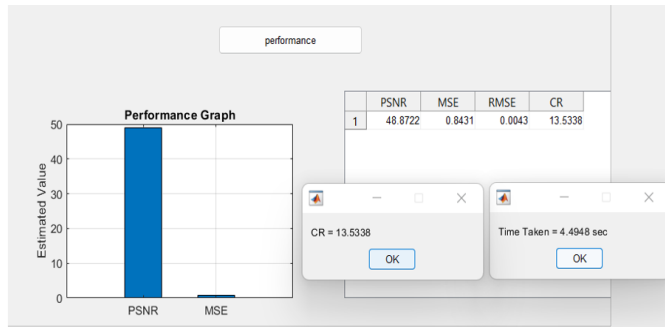 performance
Performance Graph
Estimated Value
50
40
30
20
10
0
PSNR MSE
PSNR MSE RMSE CR
1 48.8722 0.8431 0.0043 13.5338
CR = 13.5338
OK
Time Taken = 4.4948 sec
OK